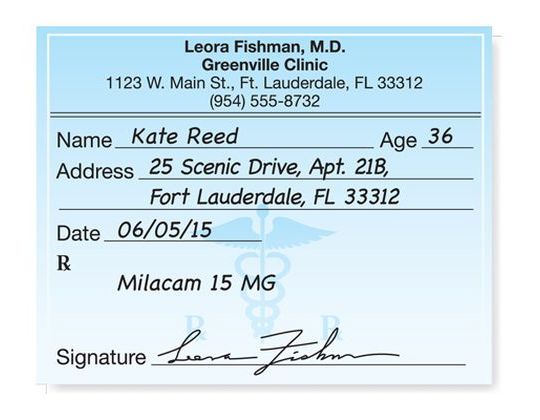 Leora Fishman, M.D.
Greenville Clinic
1123 W. Main St., Ft. Lauderdale, FL 33312
(954) 555-8732
Name Kate Reed Age 36
Address 25 Scenic Drive, Apt. 21B,
Fort Lauderdale, FL 33312
Date 06/05/15
℞
Milacam 15 MG
℞ ℞
Signature Leora Fishman